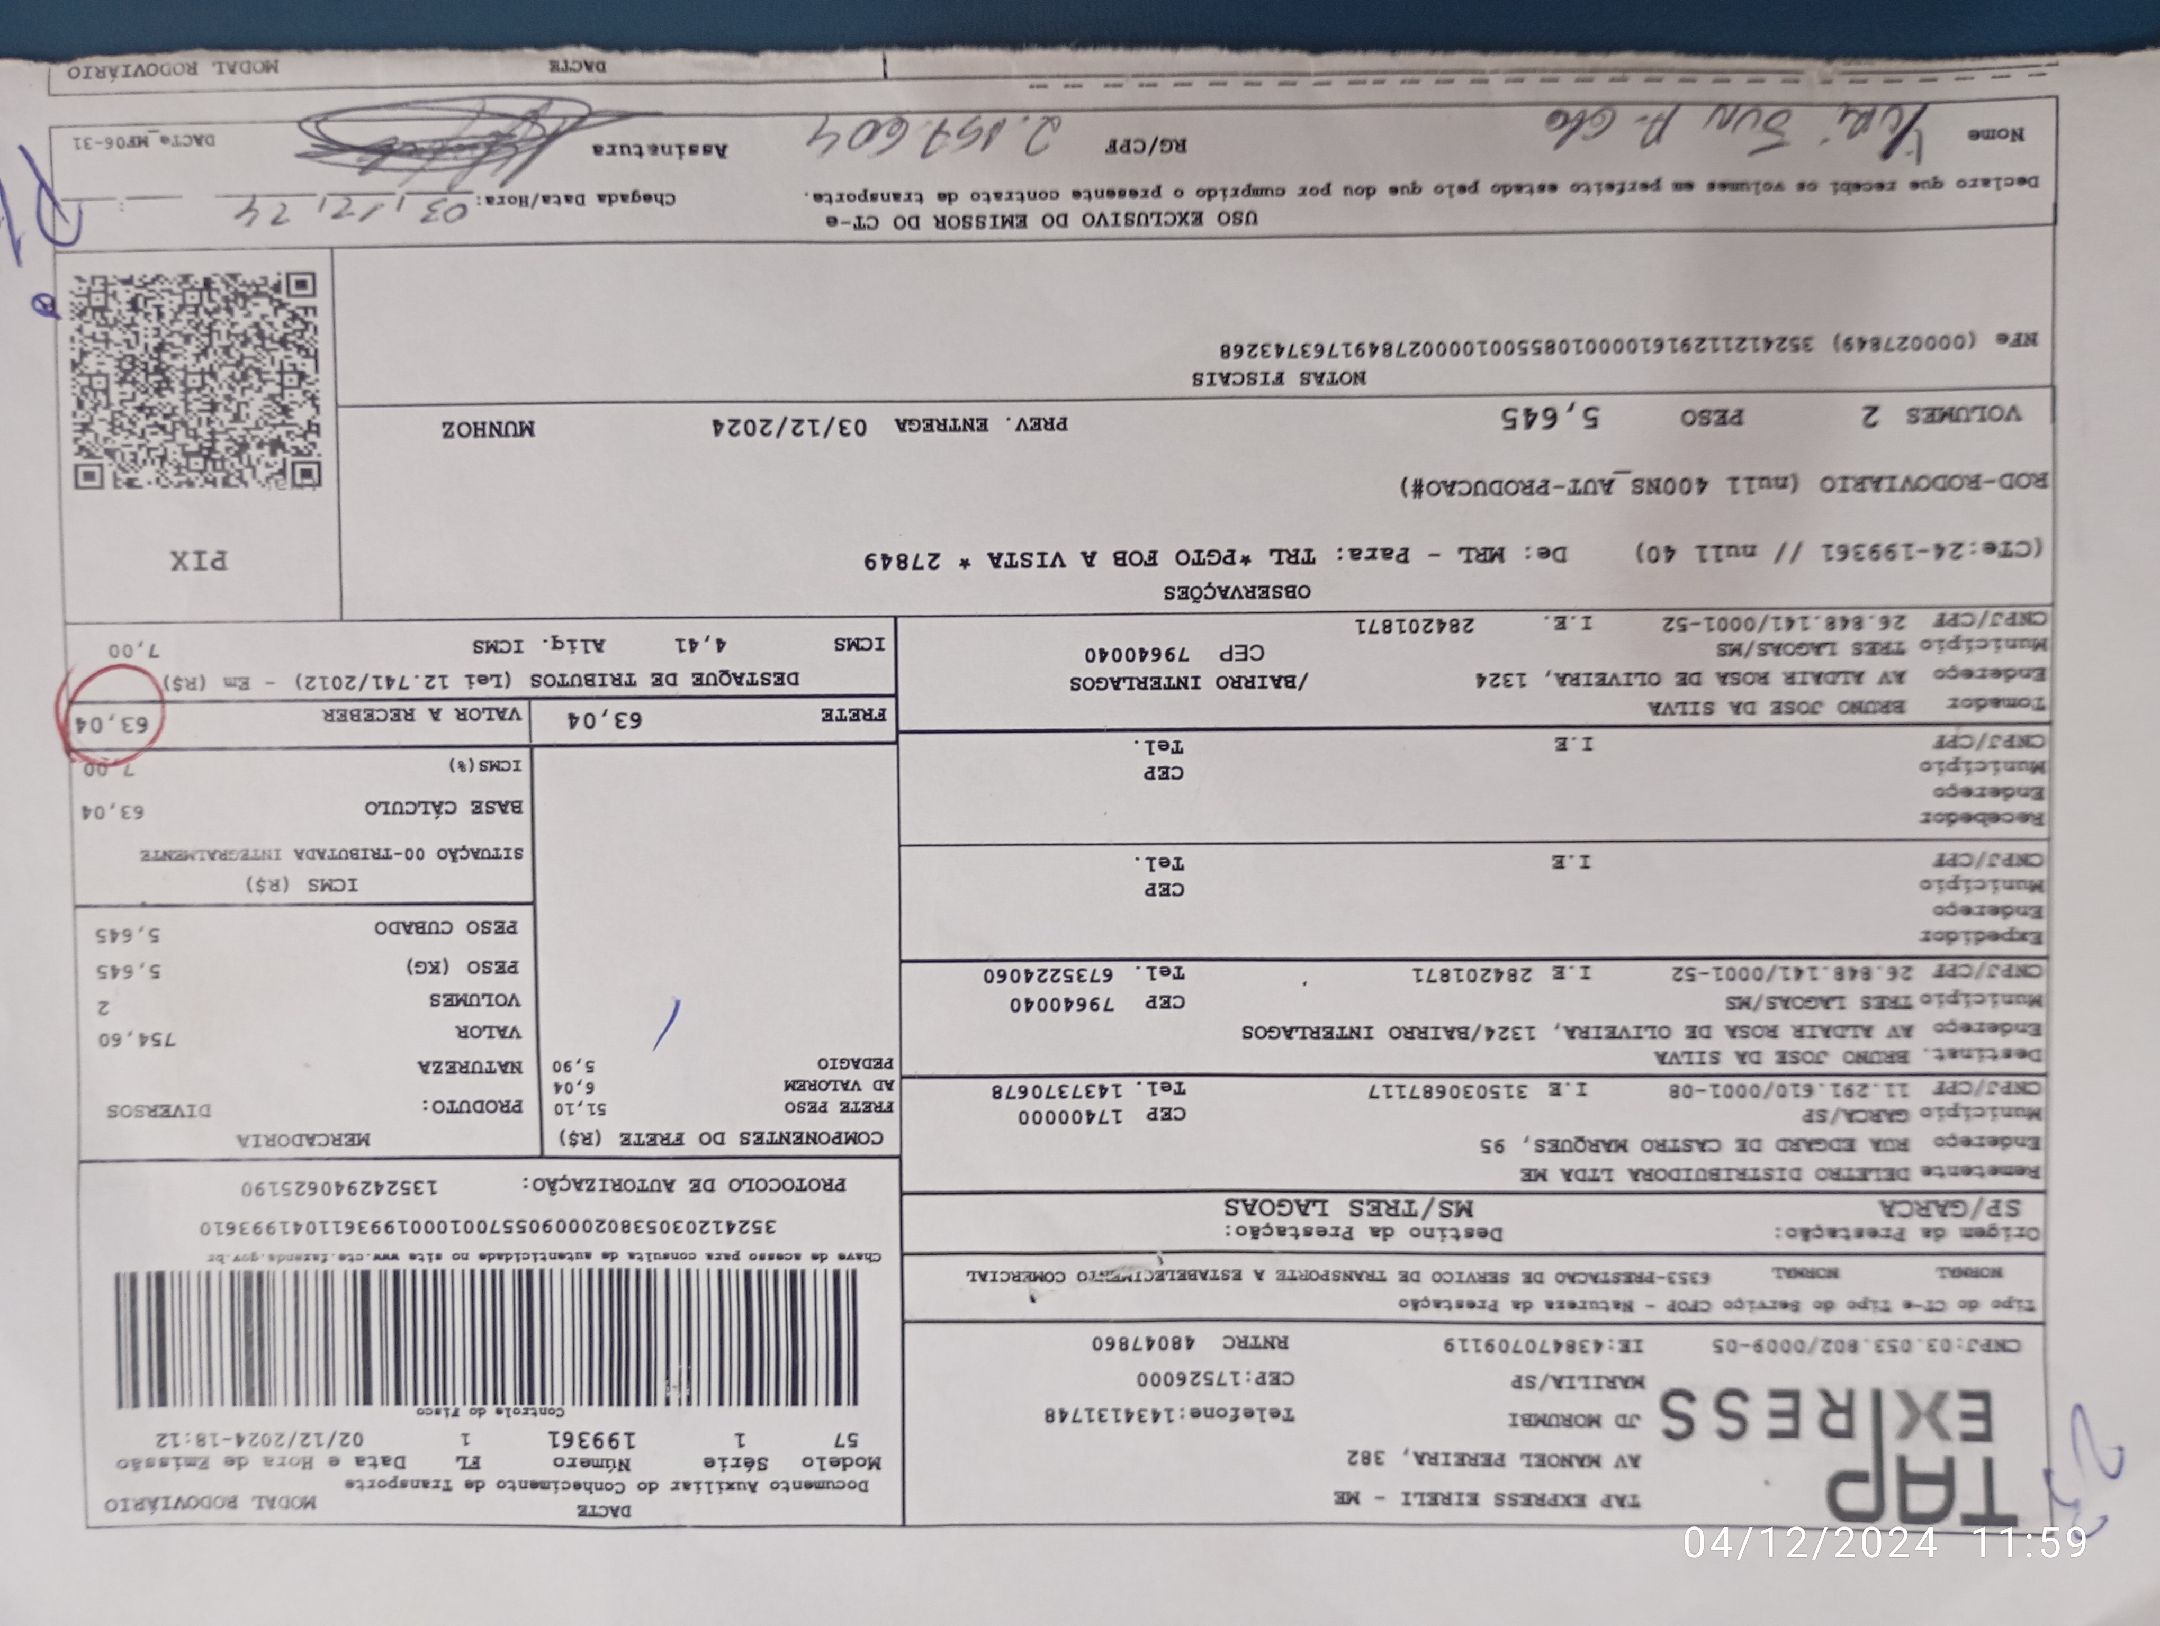 TAP EXPRESS
TAP EXPRESS EIRELI - ME
AV MANOEL PEREIRA, 382
JD MORUMBI Telefone:1434131748
MARILIA/SP CEP:17526000
CNPJ:03.053.802/0009-05 IE:438470709119 RNTRC 48047860
DACTE MODAL RODOVIÁRIO
Documento Auxiliar do Conhecimento de Transporte
Modelo Série Número FL Data e Hora de Emissão
57 1 199361 1 02/12/2024-18:12
Controle do Fisco
Chave de acesso para consulta de autenticidade no site www.cte.fazenda.gov.br
35241203053802000905570010001993611041993610
PROTOCOLO DE AUTORIZAÇÃO: 135242940625190
Tipo do CT-e Tipo do Serviço CFOP - Natureza da Prestação
NORMAL NORMAL 6353-PRESTACAO DE SERVICO DE TRANSPORTE A ESTABELECIMENTO COMERCIAL
Origem da Prestação: Destino da Prestação:
SP/GARCA MS/TRES LAGOAS
Remetente DELETRO DISTRIBUIDORA LTDA ME
Endereço RUA EDGARD DE CASTRO MARQUES, 95
Município GARCA/SP CEP 17400000
CNPJ/CPF 11.291.610/0001-08 I.E 315030687117 Tel. 1437370678
Destinat. BRUNO JOSE DA SILVA
Endereço AV ALDAIR ROSA DE OLIVEIRA, 1324/BAIRRO INTERLAGOS
Município TRES LAGOAS/MS CEP 79640040
CNPJ/CPF 26.848.141/0001-52 I.E 284201871 Tel. 6735224060
Expedidor
Endereço
Município CEP
CNPJ/CPF I.E Tel.
Recebedor
Endereço
Município CEP
CNPJ/CPF I.E Tel.
Tomador BRUNO JOSE DA SILVA
Endereço AV ALDAIR ROSA DE OLIVEIRA, 1324 /BAIRRO INTERLAGOS
Município TRES LAGOAS/MS CEP 79640040
CNPJ/CPF 26.848.141/0001-52 I.E. 284201871
COMPONENTES DO FRETE (R$)
FRETE PESO 51,10
AD VALOREM 6,04
PEDAGIO 5,90
MERCADORIA
PRODUTO: DIVERSOS
NATUREZA
VALOR 754,60
VOLUMES 2
PESO (KG) 5,645
PESO CUBADO 5,645
ICMS (R$)
SITUAÇÃO 00-TRIBUTADA INTEGRALMENTE
BASE CÁLCULO 63,04
ICMS(%) 7,00
FRETE 63,04 VALOR A RECEBER 63,04
DESTAQUE DE TRIBUTOS (Lei 12.741/2012) - Em (R$)
ICMS 4,41 Aliq. ICMS 7,00
OBSERVAÇÕES
(CTe:24-199361 // null 40) De: MRL - Para: TRL *PGTO FOB A VISTA * 27849
ROD-RODOVIARIO (null 400NS_AUT-PRODUCAO#)
VOLUMES 2 PESO 5,645 PREV. ENTREGA 03/12/2024 MUNHOZ
PIX
NOTAS FISCAIS
NFe (000027849) 35241211291610000108550010000278491763743268
USO EXCLUSIVO DO EMISSOR DO CT-e
Declaro que recebi os volumes em perfeito estado pelo que dou por cumprido o presente contrato de transporte. Chegada Data/Hora: 03, 12, 24
Nome RG/CPF 2.157.604 Assinatura DACTe_MF06-31
DACTE MODAL RODOVIÁRIO
04/12/2024 11:59